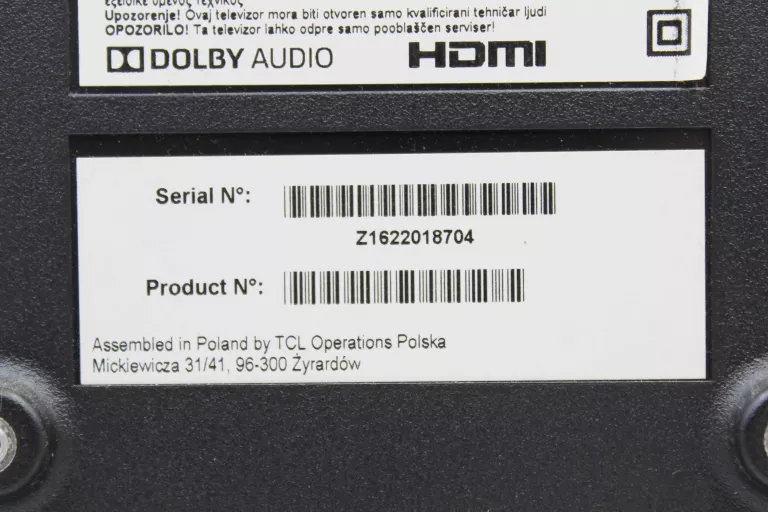 Upozorenje! Ovaj televizor mora biti otvoren samo kvalificirani tehničar ljudi
OPOZORILO! Ta televizor lahko odpre samo pooblaščen serviser!
DOLBY AUDIO HDMI
Serial N°:
Z1622018704
Product N°:
Assembled in Poland by TCL Operations Polska
Mickiewicza 31/41, 96-300 Żyrardów